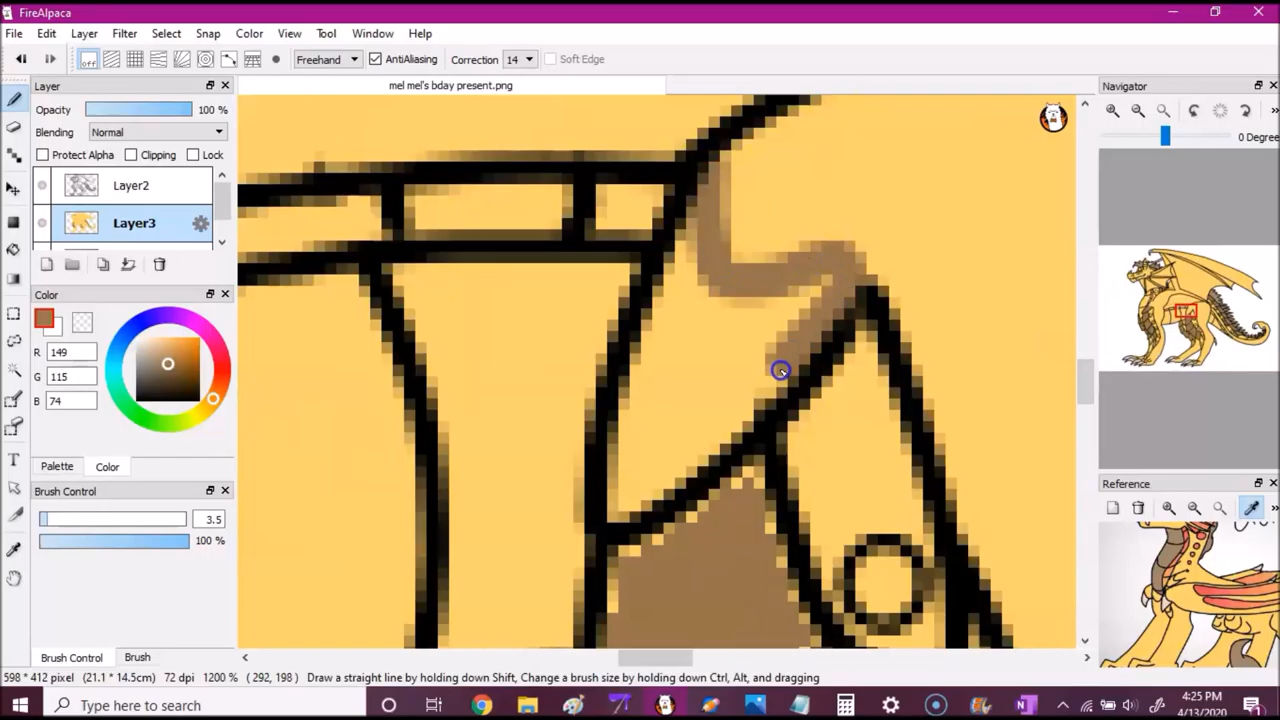 FireAlpaca
File Edit Layer Filter Select Snap Color View Tool Window Help
Off Freehand AntiAliasing Correction 14 Soft Edge
Layer
mel mel's bday present.png
Navigator
Opacity 100 %
Blending Normal
0 Degree
Protect Alpha Clipping Lock
Layer2
Layer3
Color
R 149
G 115
B 74
Palette Color
Reference
Brush Control
3.5
100 %
Brush Control Brush
598 * 412 pixel (21.1 * 14.5cm) 72 dpi 1200 % ( 292, 198 ) Draw a straight line by holding down Shift, Change a brush size by holding down Ctrl, Alt, and dragging
Type here to search
4:25 PM
4/13/2020